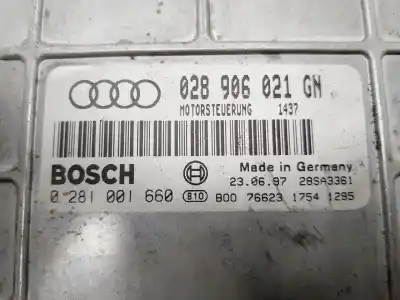 028 906 021 GN
MOTORSTEUERUNG 1437
BOSCH
Made in Germany
23.06.97 28SA3361
0 281 001 660 810 B00 76623 1754 1295